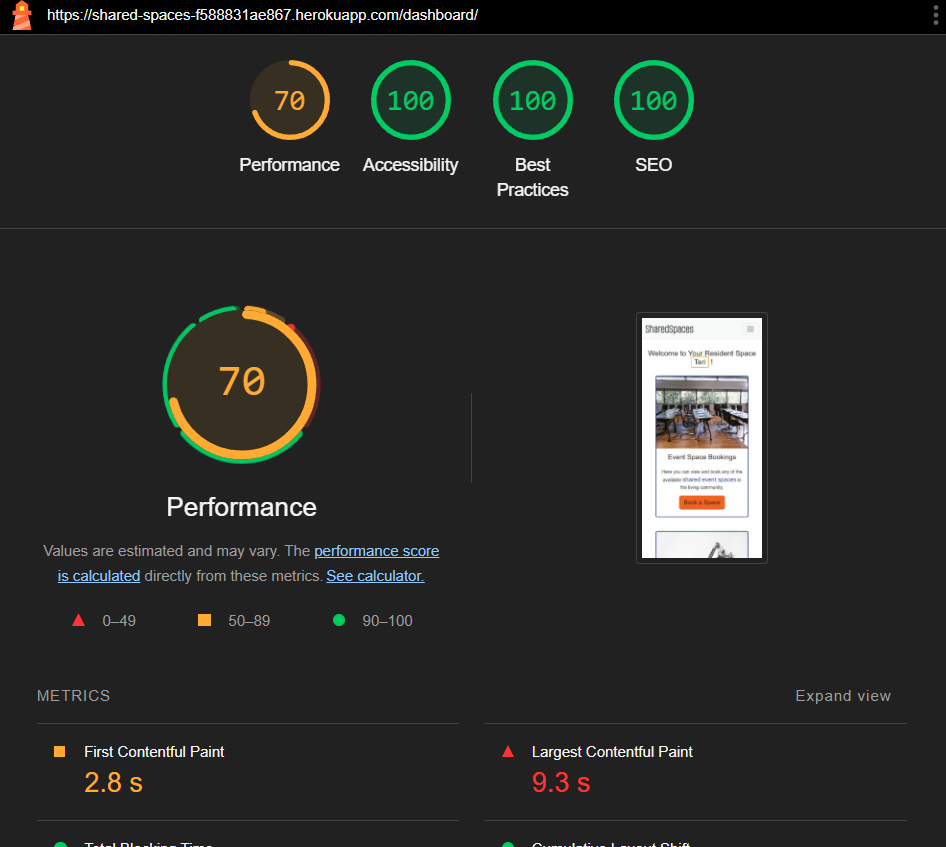 https://shared-spaces-f588831ae867.herokuapp.com/dashboard/
70
100
100
100
Performance
Accessibility
Best
Practices
SEO
70
Performance
Values are estimated and may vary. The performance score
is calculated directly from these metrics. See calculator.
0–49
50–89
90–100
SharedSpaces
Welcome to Your Resident Space
Teri !
Event Space Bookings
Here you can view and book any of the
available shared event spaces in
the living community.
Book a Space
METRICS
Expand view
First Contentful Paint
2.8 s
Largest Contentful Paint
9.3 s
Total Blocking Time
Cumulative Layout Shift